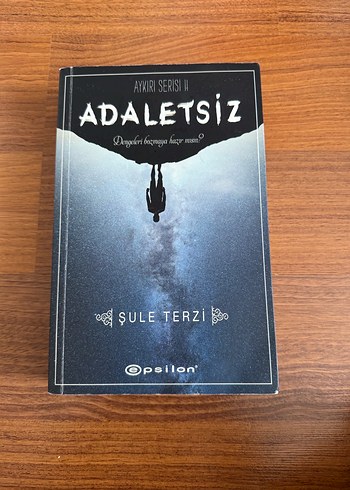 AYKIRI SERİSİ II
ADALETSİZ
Dengeleri bozmaya hazır mısın?
ŞULE TERZİ
epsilon